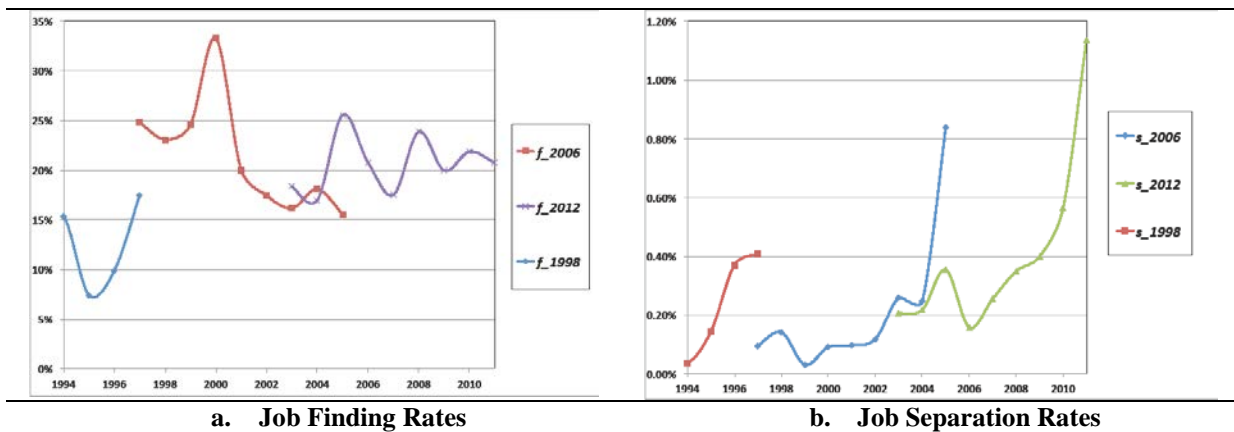 35%
30%
25%
20%
15%
10%
5%
0%
1994 1996 1998 2000 2002 2004 2006 2008 2010
f_2006
f_2012
f_1998
a. Job Finding Rates
1.20%
1.00%
0.80%
0.60%
0.40%
0.20%
0.00%
1994 1996 1998 2000 2002 2004 2006 2008 2010
s_2006
s_2012
s_1998
b. Job Separation Rates